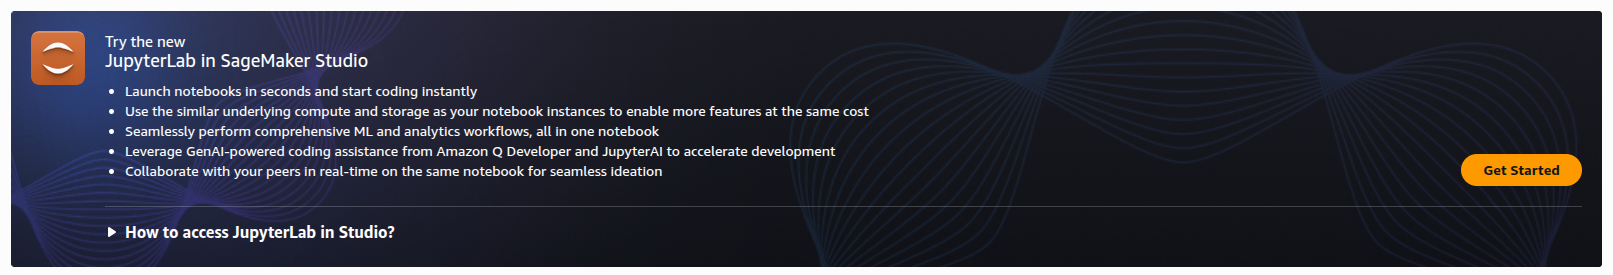 Try the new
JupyterLab in SageMaker Studio
Launch notebooks in seconds and start coding instantly
Use the similar underlying compute and storage as your notebook instances to enable more features at the same cost
Seamlessly perform comprehensive ML and analytics workflows, all in one notebook
Leverage GenAI-powered coding assistance from Amazon Q Developer and JupyterAI to accelerate development
Collaborate with your peers in real-time on the same notebook for seamless ideation
Get Started
How to access JupyterLab in Studio?